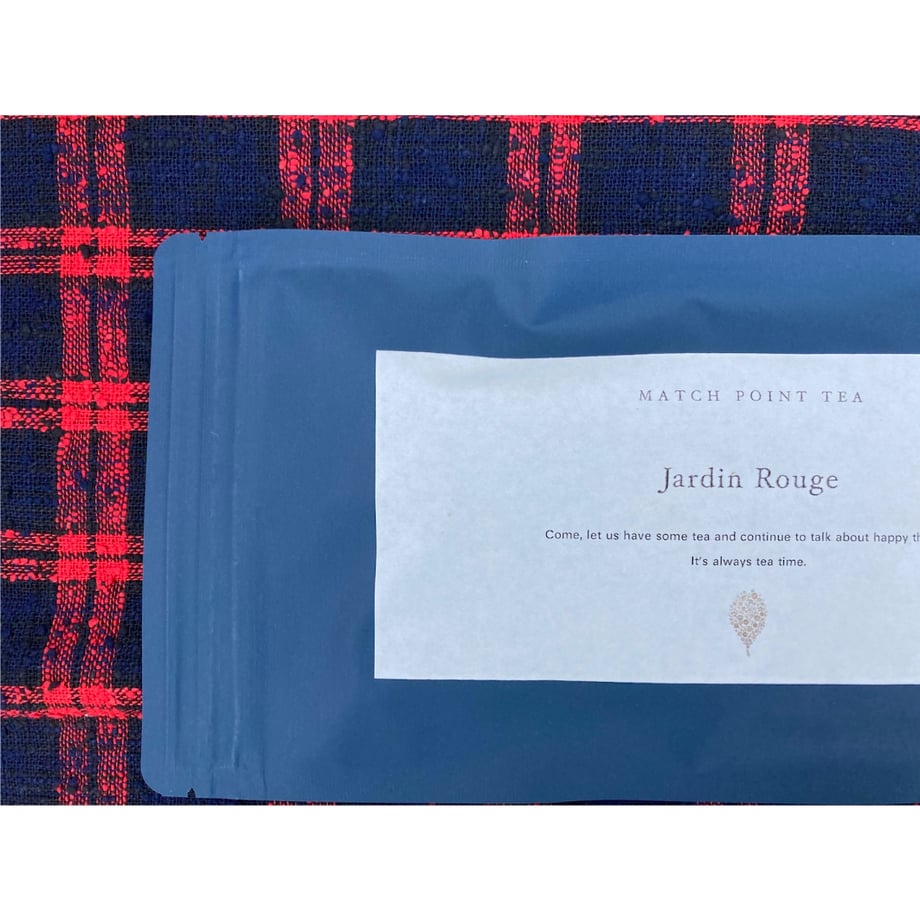 MATCH POINT TEA
Jardin Rouge
Come, let us have some tea and continue to talk about happy
It's always tea time.